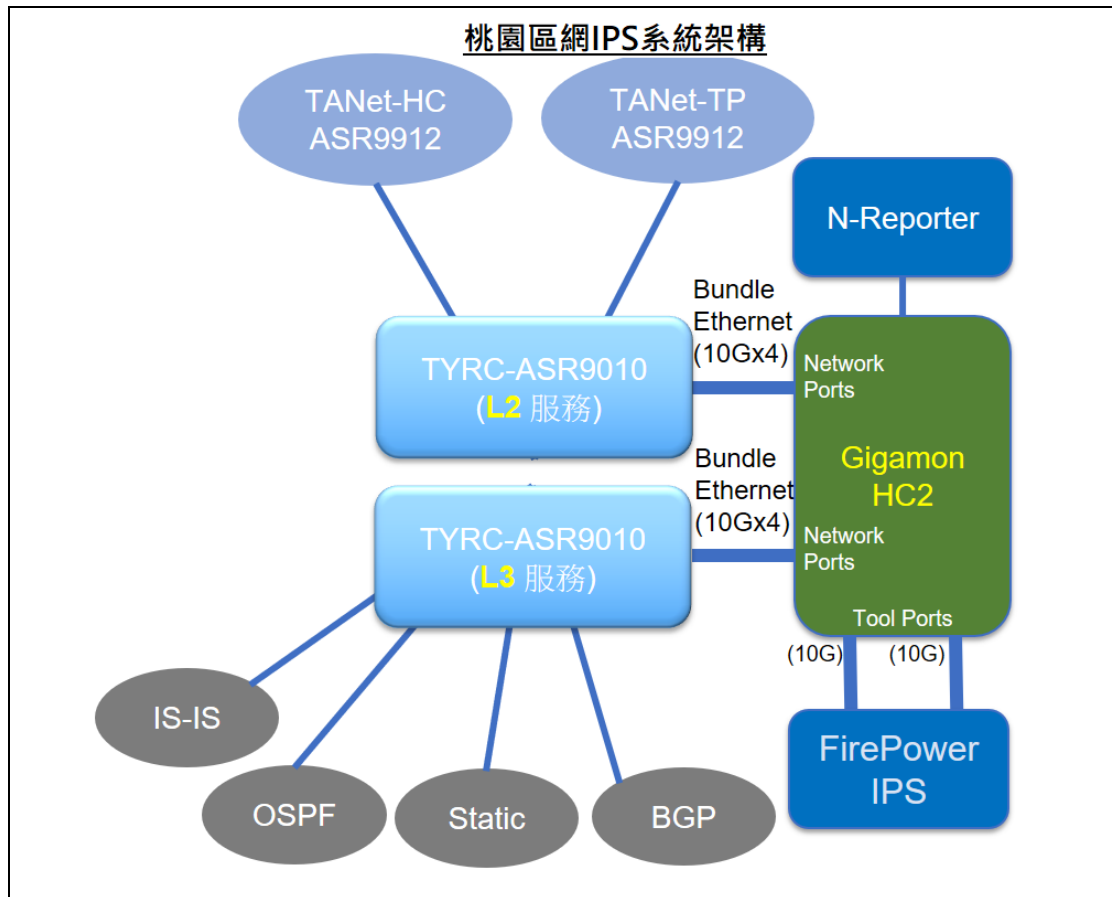 桃園區網IPS系統架構
TANet-HC
ASR9912
TANet-TP
ASR9912
N-Reporter
Bundle
Ethernet
(10Gx4)
TYRC-ASR9010
(L2 服務)
Network
Ports
Gigamon
HC2
Bundle
Ethernet
(10Gx4)
TYRC-ASR9010
(L3 服務)
Network
Ports
Tool Ports
(10G)
(10G)
IS-IS
OSPF
Static
BGP
FirePower
IPS